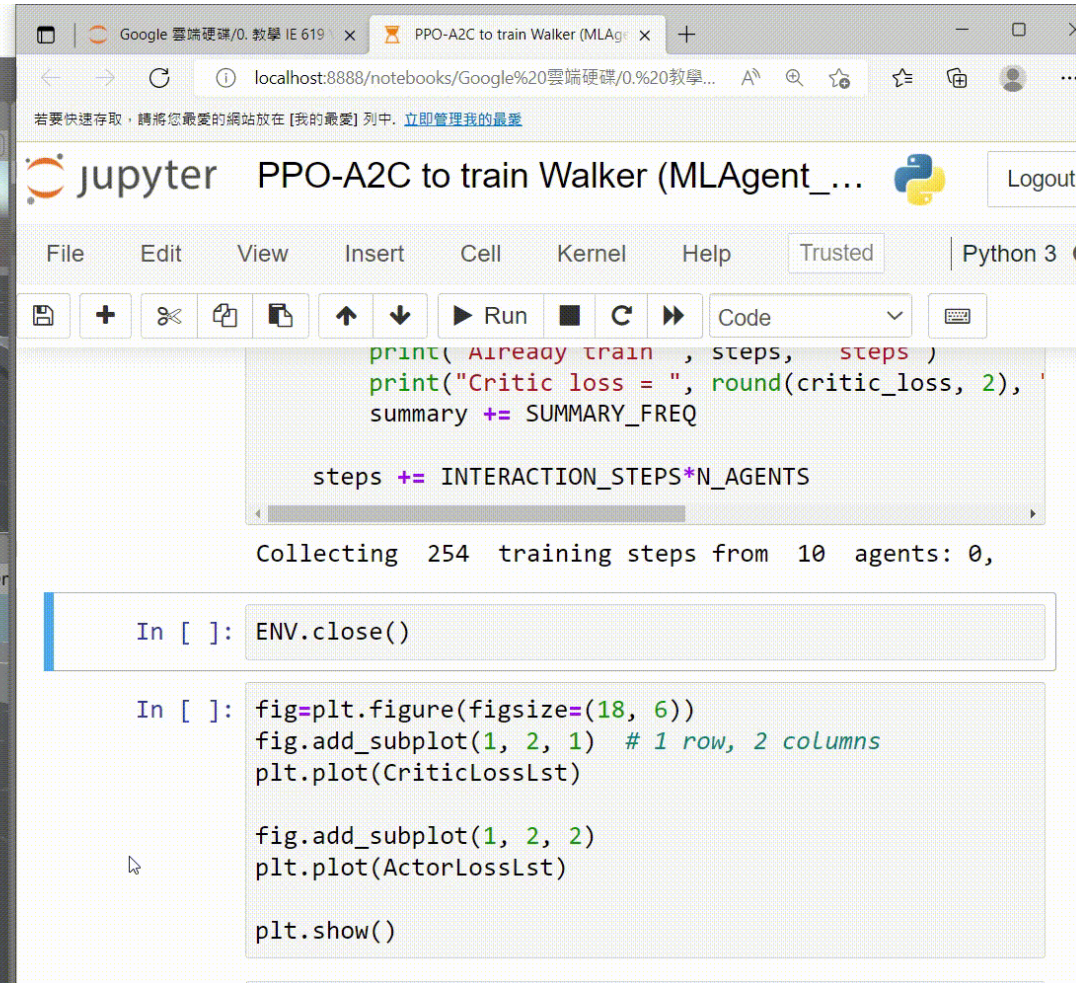 Google 雲端硬碟/0. 教學 IE 619
PPO-A2C to train Walker (MLAge
localhost:8888/notebooks/Google%20雲端硬碟/0.%20教學...
若要快速存取，請將您最愛的網站放在 [我的最愛] 列中. 立即管理我的最愛
jupyter PPO-A2C to train Walker (MLAgent_... Logout
File Edit View Insert Cell Kernel Help Trusted Python 3
Run Code
print( Already train , steps, steps )
print("Critic loss = ", round(critic_loss, 2), '
summary += SUMMARY_FREQ
steps += INTERACTION_STEPS*N_AGENTS
Collecting 254 training steps from 10 agents: 0,
In [ ]: ENV.close()
In [ ]: fig=plt.figure(figsize=(18, 6))
fig.add_subplot(1, 2, 1) # 1 row, 2 columns
plt.plot(CriticLossLst)
fig.add_subplot(1, 2, 2)
plt.plot(ActorLossLst)
plt.show()